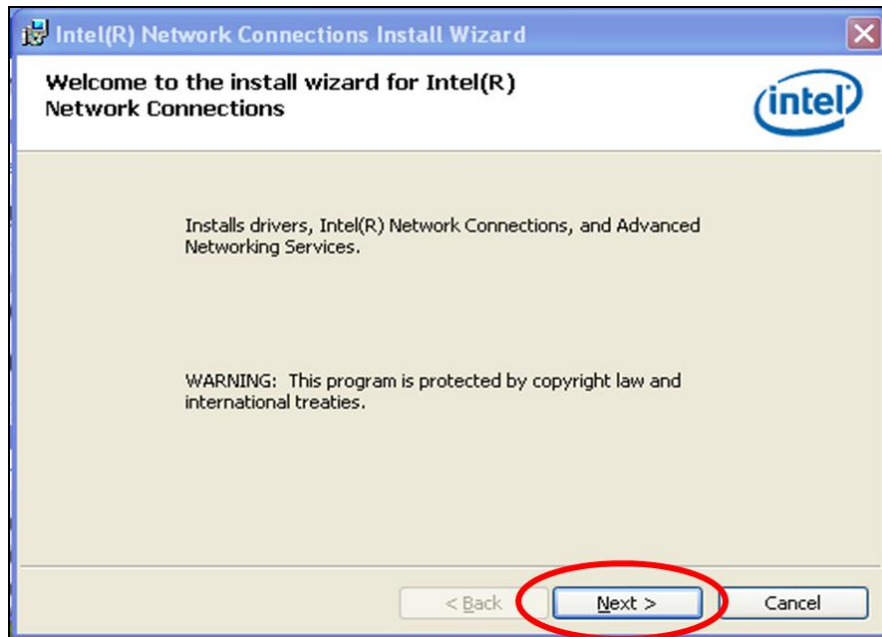 Intel(R) Network Connections Install Wizard
Welcome to the install wizard for Intel(R)
Network Connections
intel
Installs drivers, Intel(R) Network Connections, and Advanced
Networking Services.
WARNING: This program is protected by copyright law and
international treaties.
< Back
Next >
Cancel